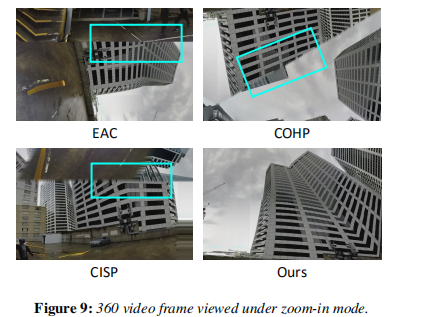 EAC
COHP
CISP
Ours
Figure 9: 360 video frame viewed under zoom-in mode.